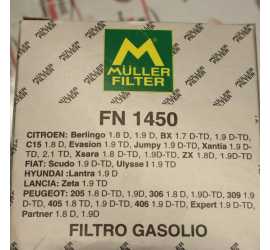 MÜLLER
FILTER
FN 1450
CITROEN: Berlingo 1.8 D, 1.9 D, BX 1.7 D-TD, 1.9 D-TD,
C15 1.8 D, Evasion 1.9 TD, Jumpy 1.9 D-TD, Xantia 1.9 D-
TD, 2.1 TD, Xsara 1.8 D-TD, 1.9D-TD, ZX 1.8D, 1.9D-TD
FIAT: Scudo 1.9 D-TD, Ulysse I 1.9 TD
HYUNDAI :Lantra 1.9 D
LANCIA: Zeta 1.9 TD
PEUGEOT: 205 1.8 D-TD, 1.9D, 306 1.8 D, 1.9D-TD, 309 1.9
D-TD, 405 1.8 TD, 1.9 D-TD, 406 1.9D-TD, Expert 1.9 D-TD,
Partner 1.8 D, 1.9D
FILTRO GASOLIO